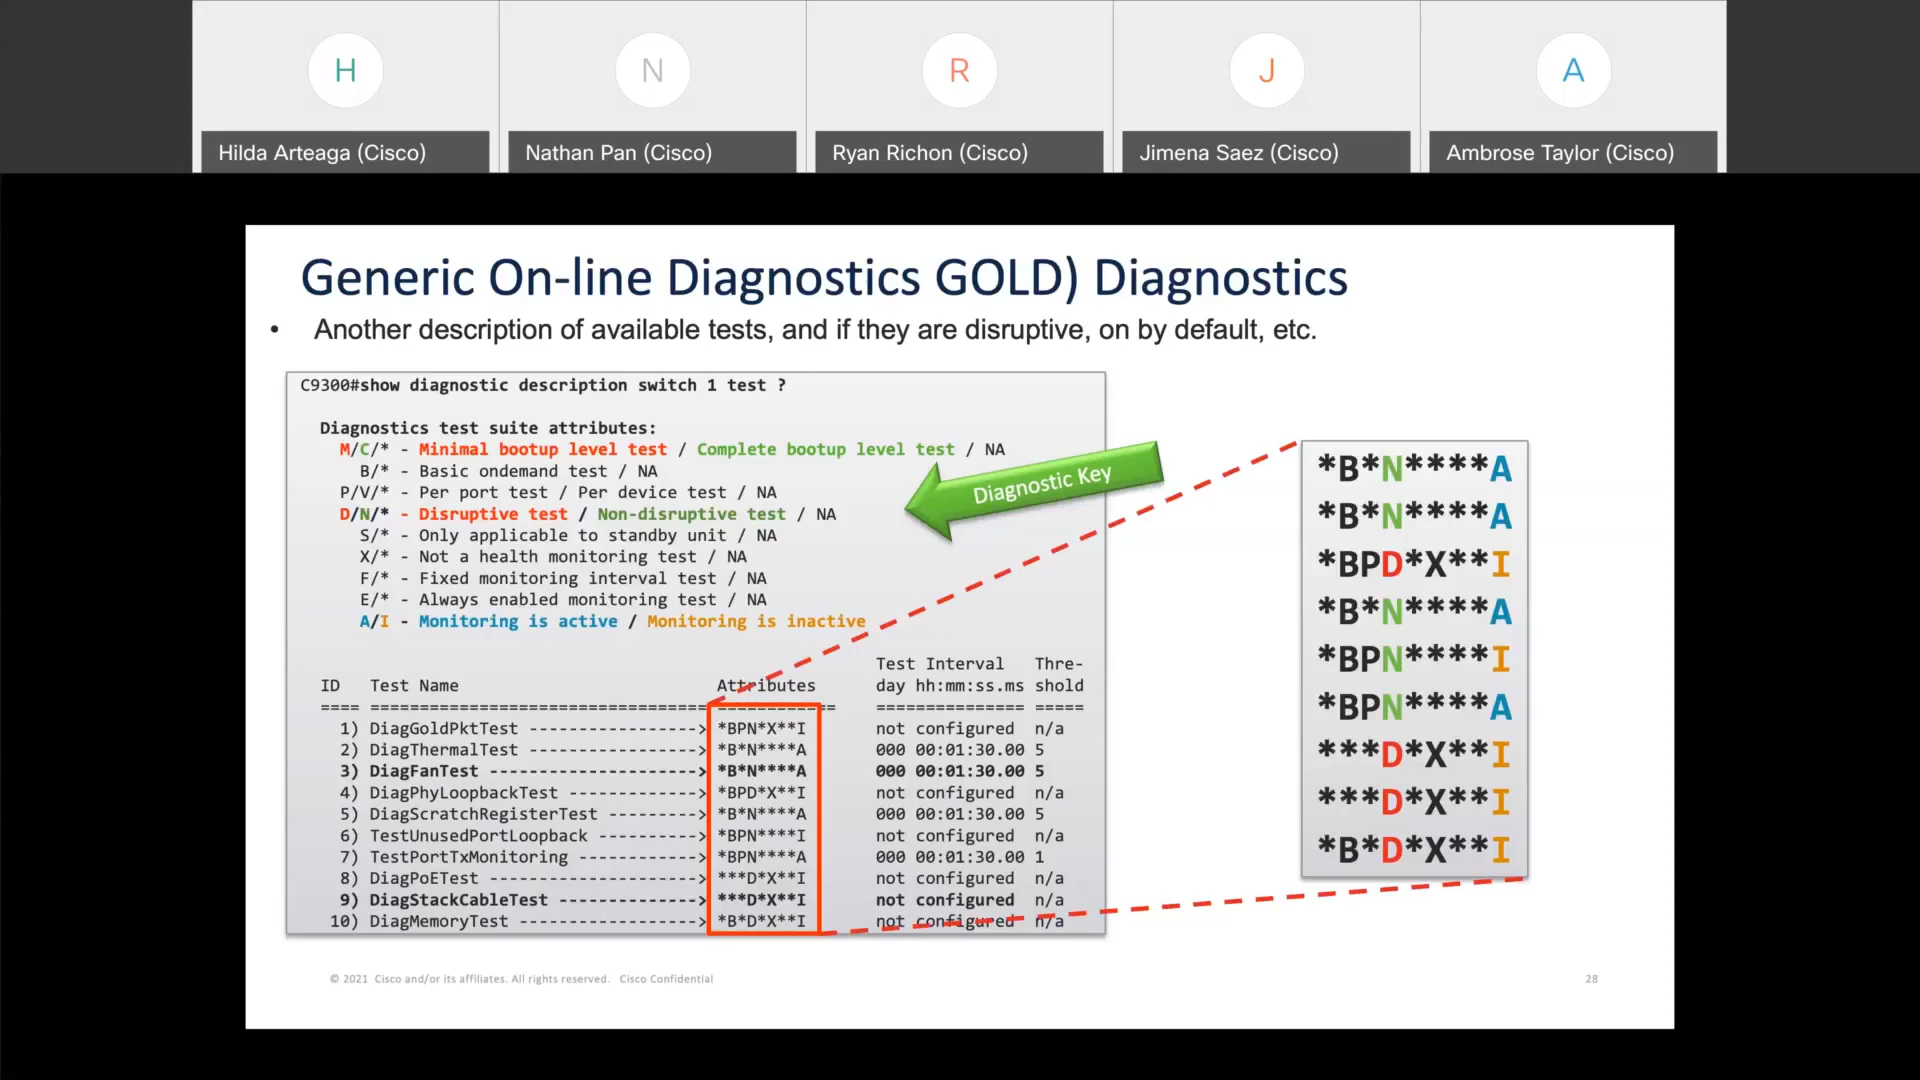 H
N
R
J
A
Hilda Arteaga (Cisco)
Nathan Pan (Cisco)
Ryan Richon (Cisco)
Jimena Saez (Cisco)
Ambrose Taylor (Cisco)
Generic On-line Diagnostics GOLD) Diagnostics
• Another description of available tests, and if they are disruptive, on by default, etc.
C9300#show diagnostic description switch 1 test ?
Diagnostics test suite attributes:
M/C/* - Minimal bootup level test / Complete bootup level test / NA
B/* - Basic ondemand test / NA
P/V/* - Per port test / Per device test / NA
D/N/* - Disruptive test / Non-disruptive test / NA
S/* - Only applicable to standby unit / NA
X/* - Not a health monitoring test / NA
F/* - Fixed monitoring interval test / NA
E/* - Always enabled monitoring test / NA
A/I - Monitoring is active / Monitoring is inactive
Diagnostic Key
Test Interval Thre-
ID Test Name Attributes day hh:mm:ss.ms shold
==== ================================== ============ =============== =====
1) DiagGoldPktTest ------------------> *BPN*X**I not configured n/a
2) DiagThermalTest ------------------> *B*N****A 000 00:01:30.00 5
3) DiagFanTest ----------------------> *B*N****A 000 00:01:30.00 5
4) DiagPhyLoopbackTest --------------> *BPD*X**I not configured n/a
5) DiagScratchRegisterTest ----------> *B*N****A 000 00:01:30.00 5
6) TestUnusedPortLoopback -----------> *BPN****I not configured n/a
7) TestPortTxMonitoring -------------> *BPN****A 000 00:01:30.00 1
8) DiagPoETest ----------------------> ***D*X**I not configured n/a
9) DiagStackCableTest ---------------> ***D*X**I not configured n/a
10) DiagMemoryTest -------------------> *B*D*X**I not configured n/a
*B*N****A
*B*N****A
*BPD*X**I
*B*N****A
*BPN****I
*BPN****A
***D*X**I
***D*X**I
*B*D*X**I
© 2021 Cisco and/or its affiliates. All rights reserved. Cisco Confidential
28